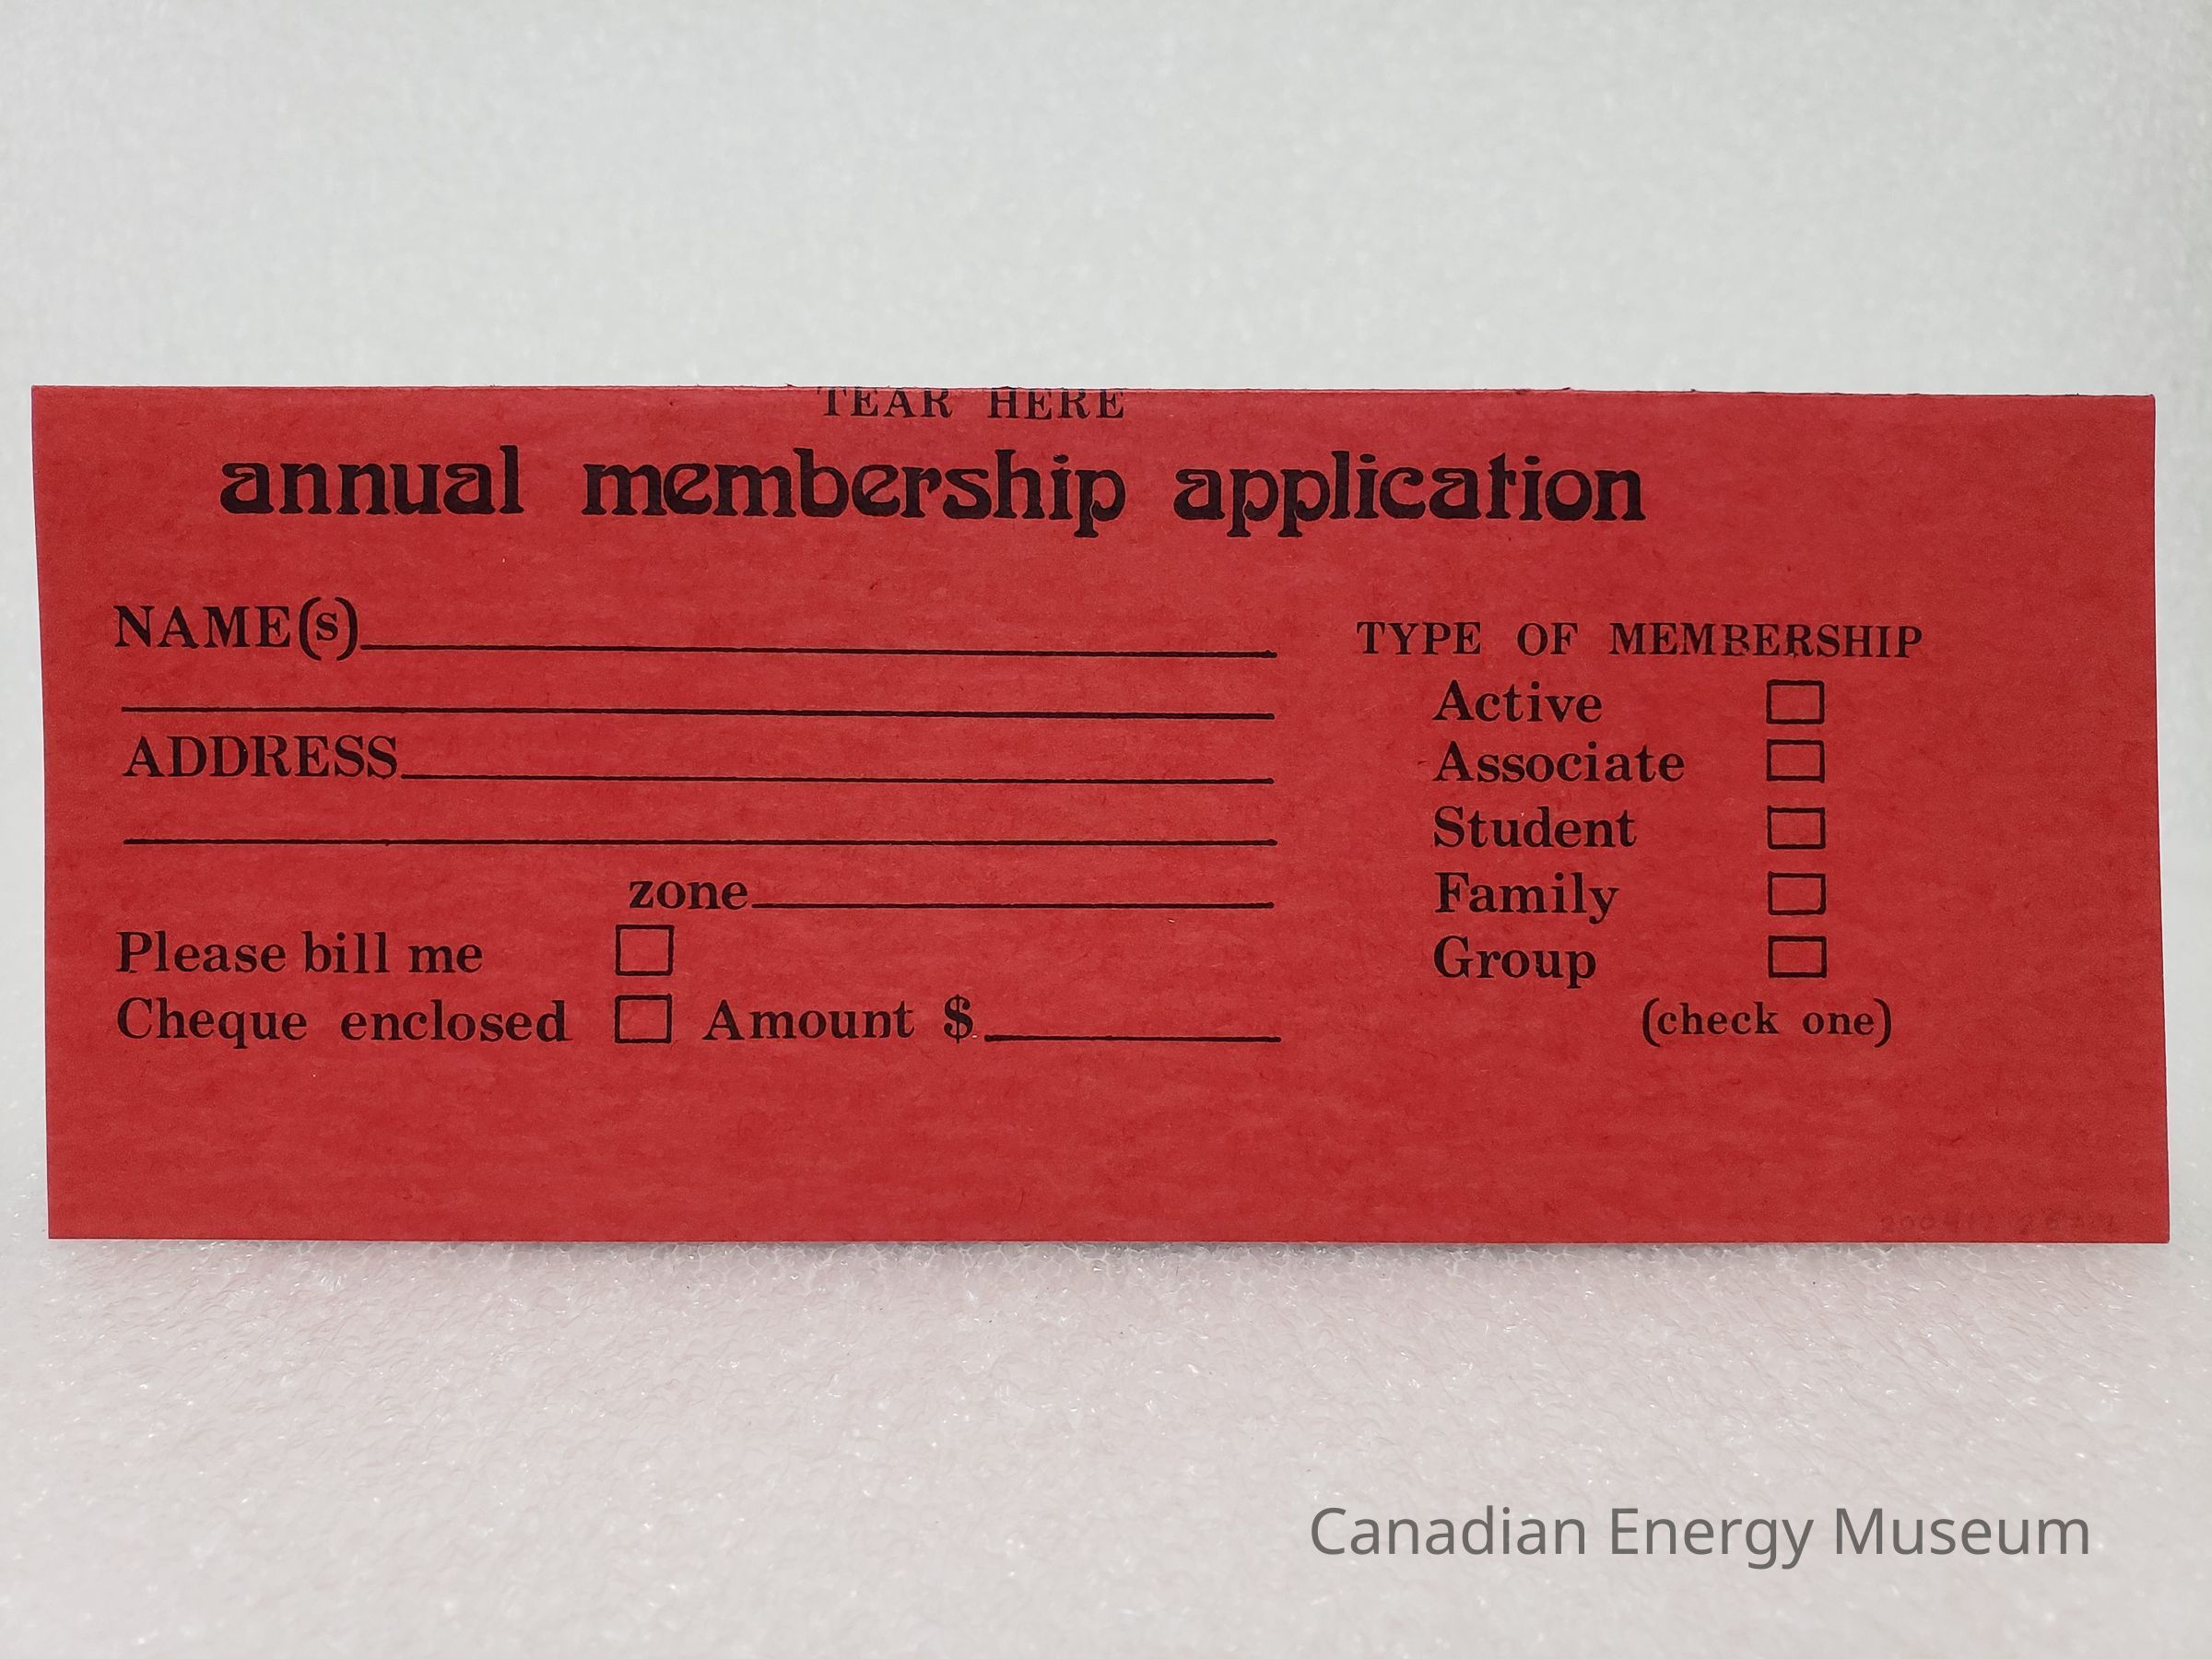 TEAR HERE
annual membership application
NAME(s)
ADDRESS
zone
Please bill me
Cheque enclosed Amount $
TYPE OF MEMBERSHIP
Active
Associate
Student
Family
Group
(check one)
Canadian Energy Museum